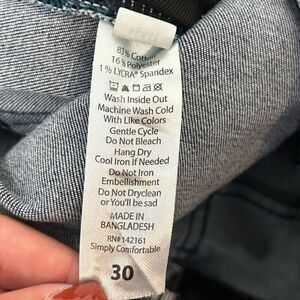 83% Cotton
16% Polyester
1% LYCRA® Spandex
Wash Inside Out
Machine Wash Cold
With Like Colors
Gentle Cycle
Do Not Bleach
Hang Dry
Cool Iron If Needed
Do Not Iron
Embellishment
Do Not Dryclean
or You'll be sad
MADE IN
BANGLADESH
RN# 142161
Simply Comfortable
30